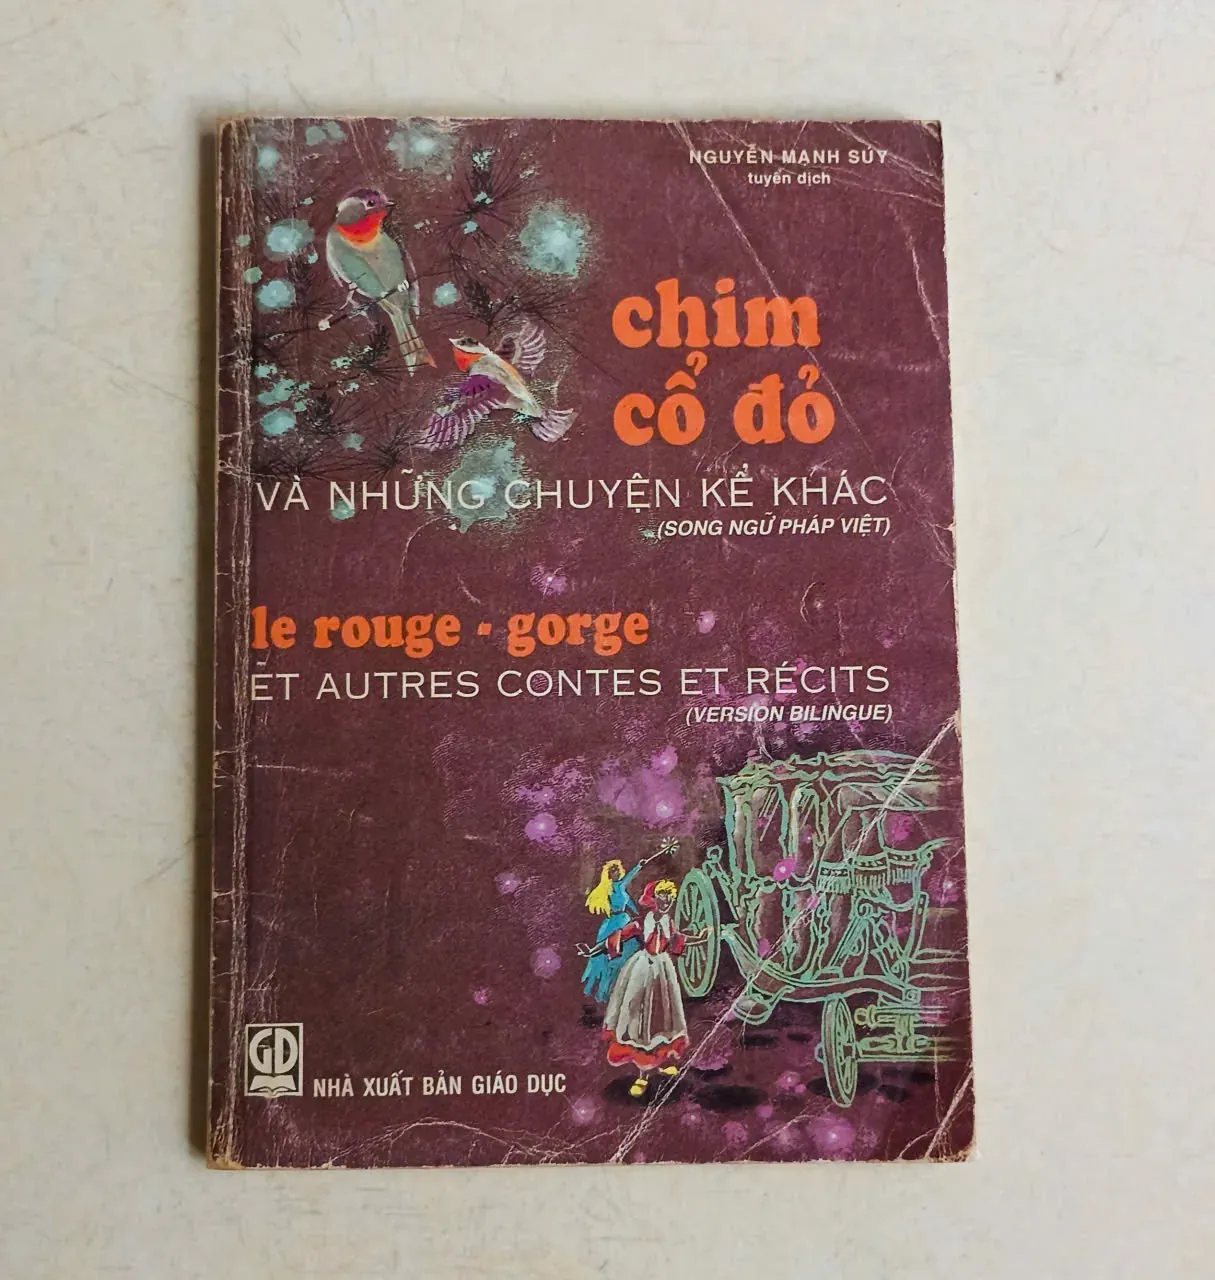 NGUYỄN MẠNH SÚY
tuyển dịch
chim
cổ đỏ
VÀ NHỮNG CHUYỆN KỂ KHÁC
(SONG NGỮ PHÁP VIỆT)
le rouge - gorge
ET AUTRES CONTES ET RÉCITS
(VERSION BILINGUE)
GD
NHÀ XUẤT BẢN GIÁO DỤC